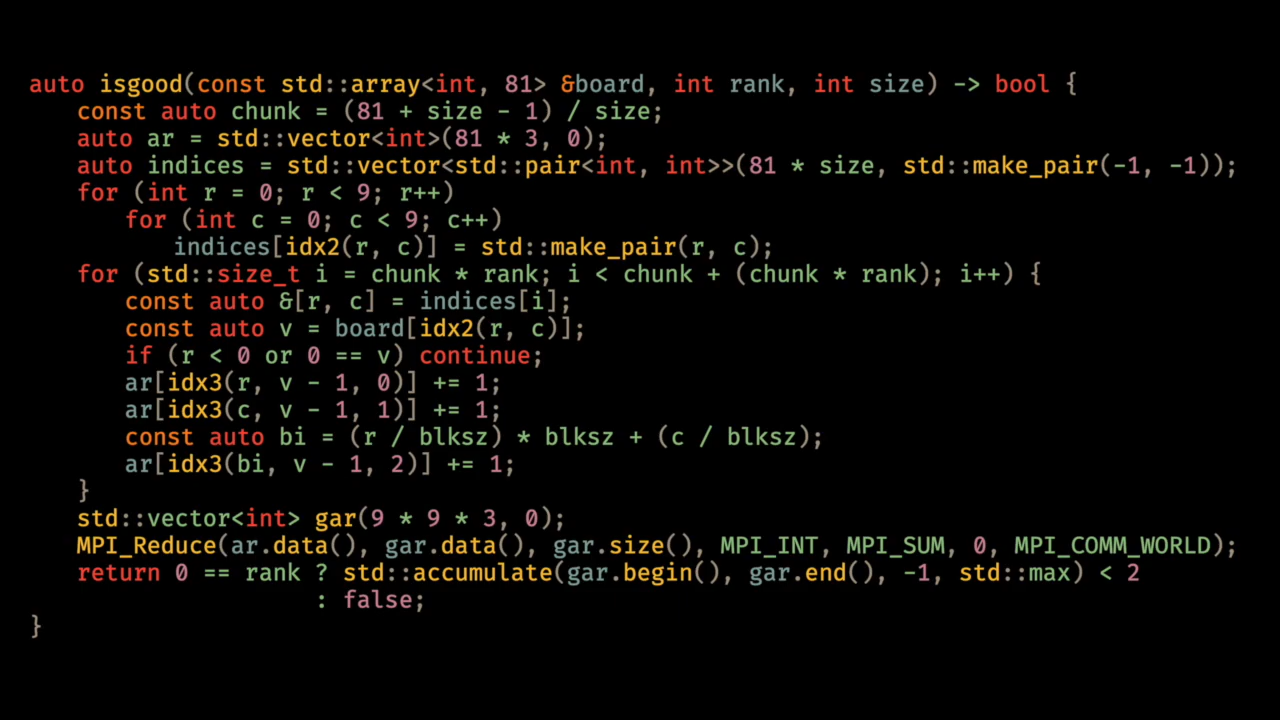 auto isgood(const std::array<int, 81> &board, int rank, int size) -> bool {
    const auto chunk = (81 + size - 1) / size;
    auto ar = std::vector<int>(81 * 3, 0);
    auto indices = std::vector<std::pair<int, int>>(81 * size, std::make_pair(-1, -1));
    for (int r = 0; r < 9; r++)
        for (int c = 0; c < 9; c++)
            indices[idx2(r, c)] = std::make_pair(r, c);
    for (std::size_t i = chunk * rank; i < chunk + (chunk * rank); i++) {
        const auto &[r, c] = indices[i];
        const auto v = board[idx2(r, c)];
        if (r < 0 or 0 == v) continue;
        ar[idx3(r, v - 1, 0)] += 1;
        ar[idx3(c, v - 1, 1)] += 1;
        const auto bi = (r / blksz) * blksz + (c / blksz);
        ar[idx3(bi, v - 1, 2)] += 1;
    }
    std::vector<int> gar(9 * 9 * 3, 0);
    MPI_Reduce(ar.data(), gar.data(), gar.size(), MPI_INT, MPI_SUM, 0, MPI_COMM_WORLD);
    return 0 == rank ? std::accumulate(gar.begin(), gar.end(), -1, std::max) < 2
                     : false;
}